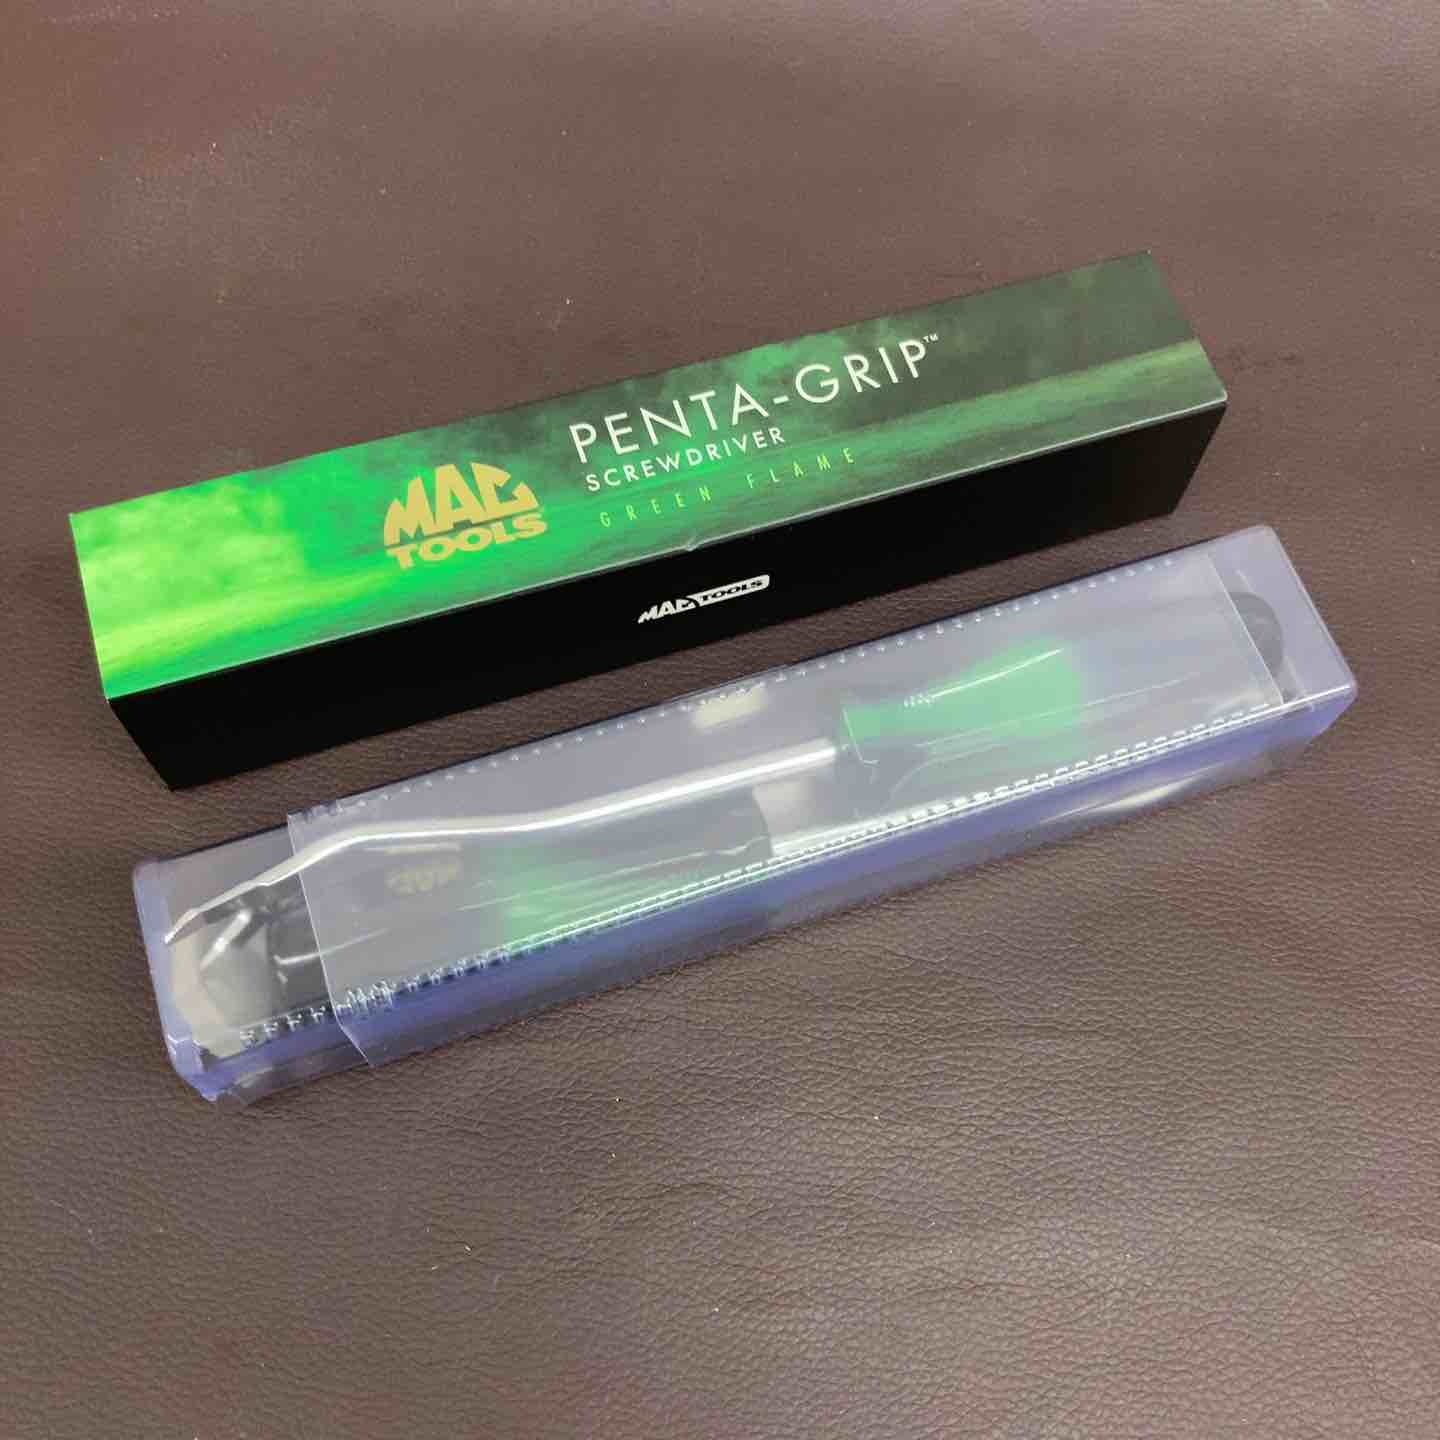 MAC
TOOLS
PENTA-GRIP™
SCREWDRIVER
GREEN FLAME
MAC TOOLS